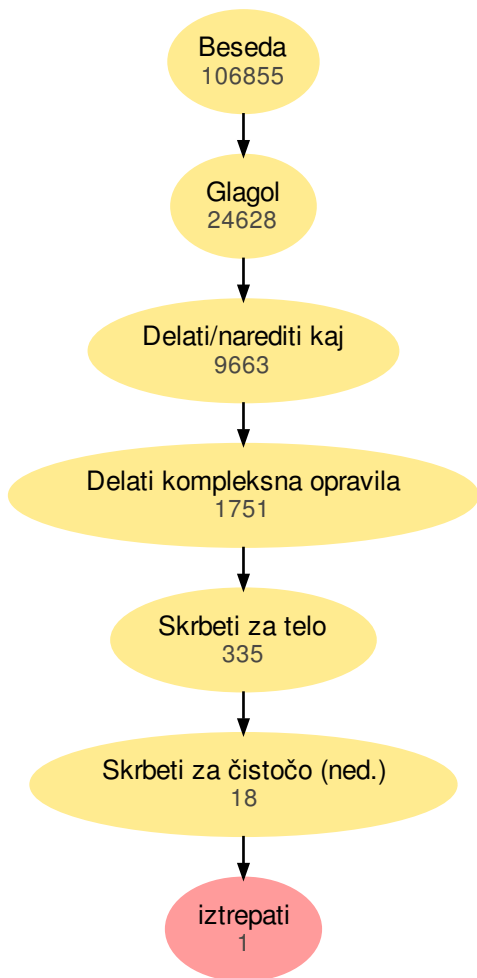 Beseda
106855
Glagol
24628
Delati/narediti kaj
9663
Delati kompleksna opravila
1751
Skrbeti za telo
335
Skrbeti za čistočo (ned.)
18
iztrepati
1